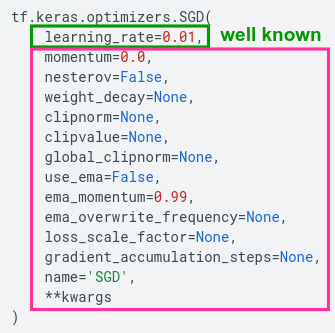 tf.keras.optimizers.SGD(
learning_rate=0.01, well known
momentum=0.0,
nesterov=False,
weight_decay=None,
clipnorm=None,
clipvalue=None,
global_clipnorm=None,
use_ema=False,
ema_momentum=0.99,
ema_overwrite_frequency=None,
loss_scale_factor=None,
gradient_accumulation_steps=None,
name='SGD',
**kwargs
)